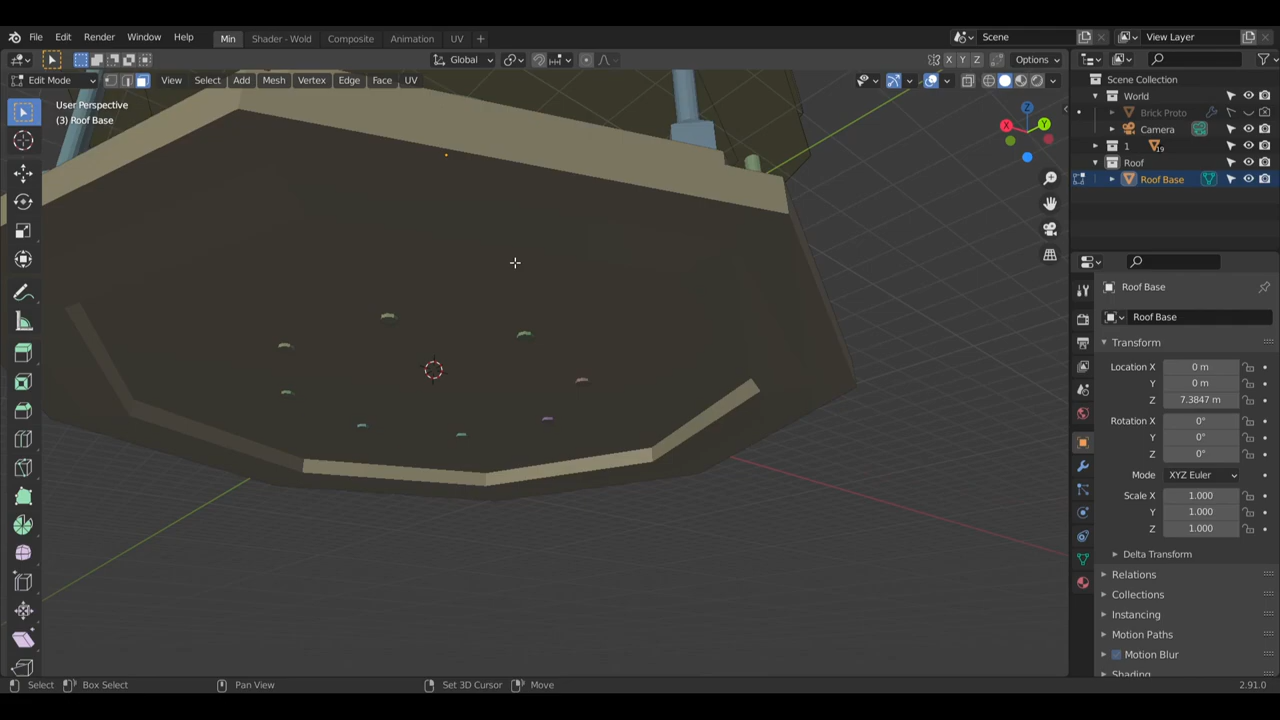 File Edit Render Window Help Min Shader - Wold Composite Animation UV Scene View Layer
Global X Y Z Options
Edit Mode View Select Add Mesh Vertex Edge Face UV
User Perspective
(3) Roof Base
X Y Z
Scene Collection
World
Brick Proto
Camera
1 19
Roof
Roof Base
Roof Base
Roof Base
Transform
Location X 0 m
Y 0 m
Z 7.3847 m
Rotation X 0°
Y 0°
Z 0°
Mode XYZ Euler
Scale X 1.000
Y 1.000
Z 1.000
Delta Transform
Relations
Collections
Instancing
Motion Paths
Motion Blur
Shading
Select Box Select Pan View Set 3D Cursor Move 2.91.0